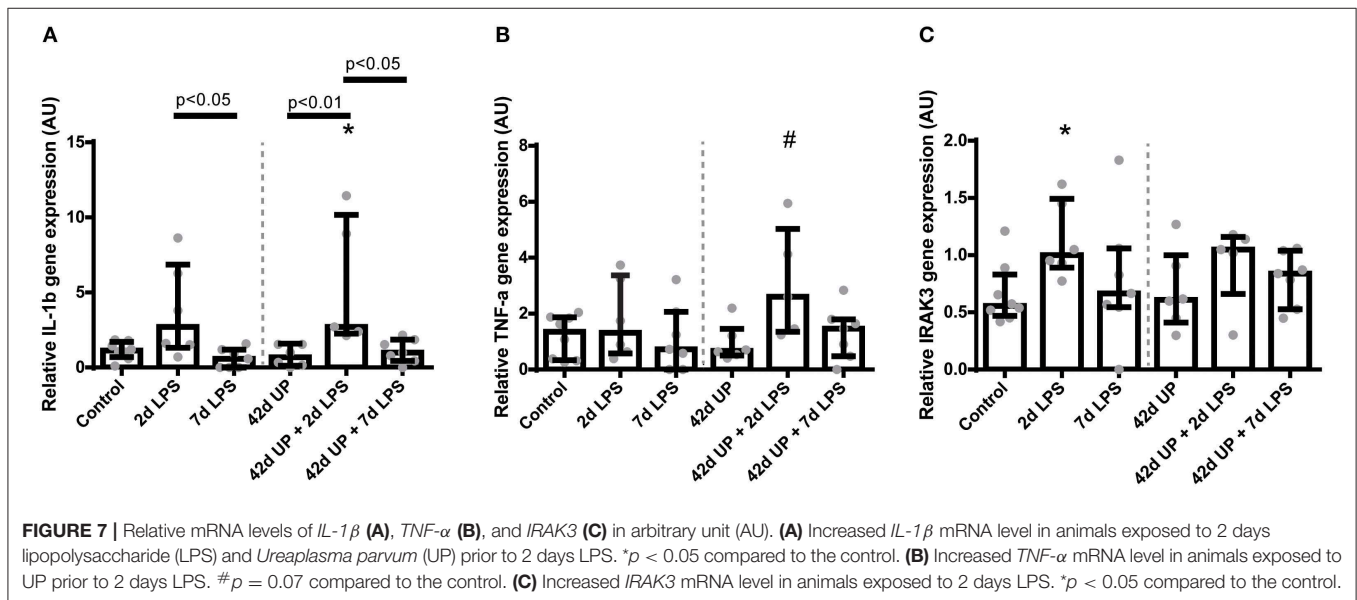 A
B
C
p<0.05
p<0.05
p<0.01
*
Relative IL-1b gene expression (AU)
15
10
5
0
Control
2d LPS
7d LPS
42d UP
42d UP + 2d LPS
42d UP + 7d LPS
#
Relative TNF-a gene expression (AU)
8
6
4
2
0
Control
2d LPS
7d LPS
42d UP
42d UP + 2d LPS
42d UP + 7d LPS
*
Relative IRAK3 gene expression (AU)
2.0
1.5
1.0
0.5
0.0
Control
2d LPS
7d LPS
42d UP
42d UP + 2d LPS
42d UP + 7d LPS
FIGURE 7 | Relative mRNA levels of IL-1β (A), TNF-α (B), and IRAK3 (C) in arbitrary unit (AU). (A) Increased IL-1β mRNA level in animals exposed to 2 days
lipopolysaccharide (LPS) and Ureaplasma parvum (UP) prior to 2 days LPS. *p < 0.05 compared to the control. (B) Increased TNF-α mRNA level in animals exposed to
UP prior to 2 days LPS. #p = 0.07 compared to the control. (C) Increased IRAK3 mRNA level in animals exposed to 2 days LPS. *p < 0.05 compared to the control.